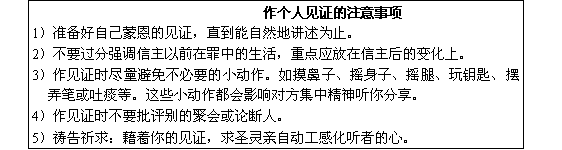 作个人见证的注意事项
1）准备好自己蒙恩的见证，直到能自然地讲述为止。
2）不要过分强调信主以前在罪中的生活，重点应放在信主后的变化上。
3）作见证时尽量避免不必要的小动作。如摸鼻子、摇身子、摇腿、玩钥匙、摆
弄笔或吐痰等。这些小动作都会影响对方集中精神听你分享。
4）作见证时不要批评别的聚会或论断人。
5）祷告祈求：藉着你的见证，求圣灵亲自动工感化听者的心。